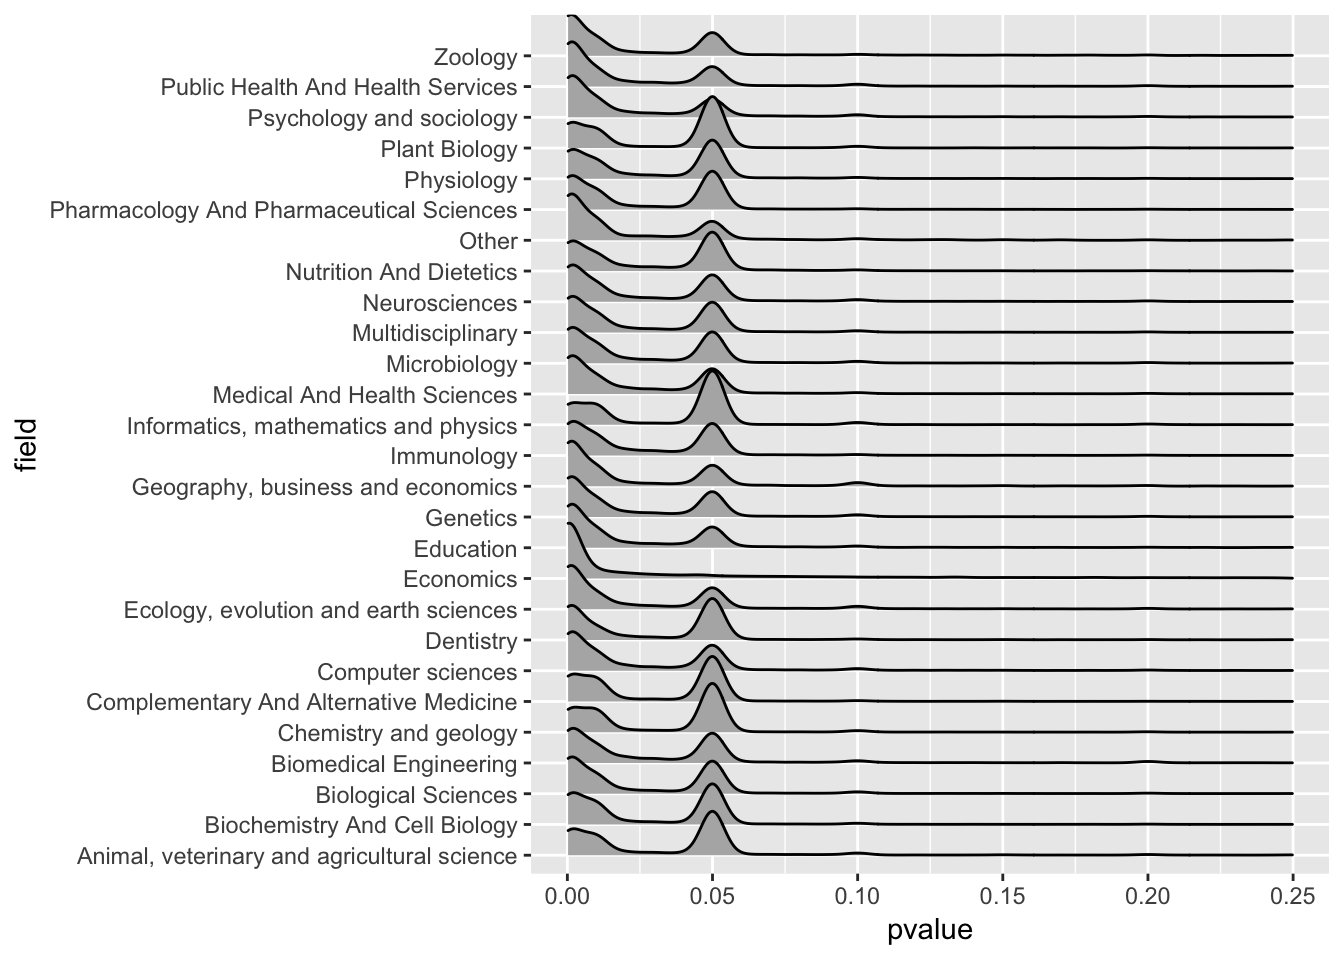 Zoology
Public Health And Health Services
Psychology and sociology
Plant Biology
Physiology
Pharmacology And Pharmaceutical Sciences
Other
Nutrition And Dietetics
Neurosciences
Multidisciplinary
Microbiology
Medical And Health Sciences
Informatics, mathematics and physics
Immunology
Geography, business and economics
Genetics
Education
Economics
Ecology, evolution and earth sciences
Dentistry
Computer sciences
Complementary And Alternative Medicine
Chemistry and geology
Biomedical Engineering
Biological Sciences
Biochemistry And Cell Biology
Animal, veterinary and agricultural science
field
0.00 0.05 0.10 0.15 0.20 0.25
pvalue